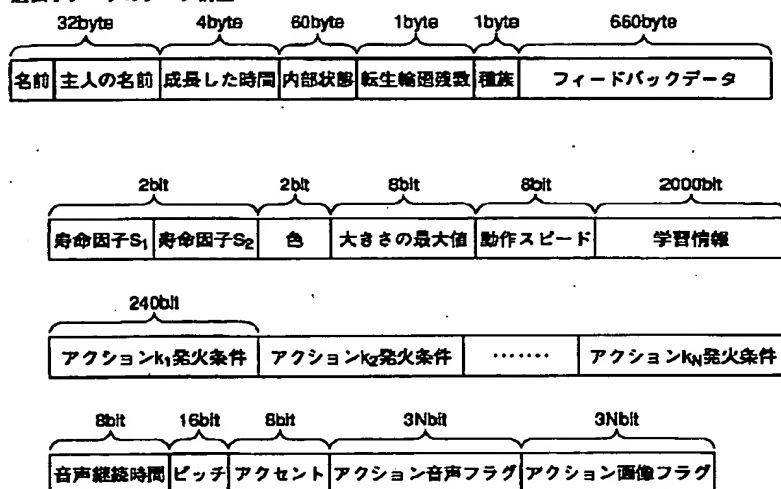 32byte 4byte 60byte 1byte 1byte 660byte
名前 主人の名前 成長した時間 内部状態 転生輪廻残数 種族 フィードバックデータ
2bit 2bit 8bit 8bit 2000bit
寿命因子S1 寿命因子S2 色 大きさの最大値 動作スピード 学習情報
240bit
アクションk1発火条件 アクションk2発火条件 ‥‥‥‥ アクションkN発火条件
8bit 16bit 8bit 3Nbit 3Nbit
音声継続時間 ピッチ アクセント アクション音声フラグ アクション画像フラグ